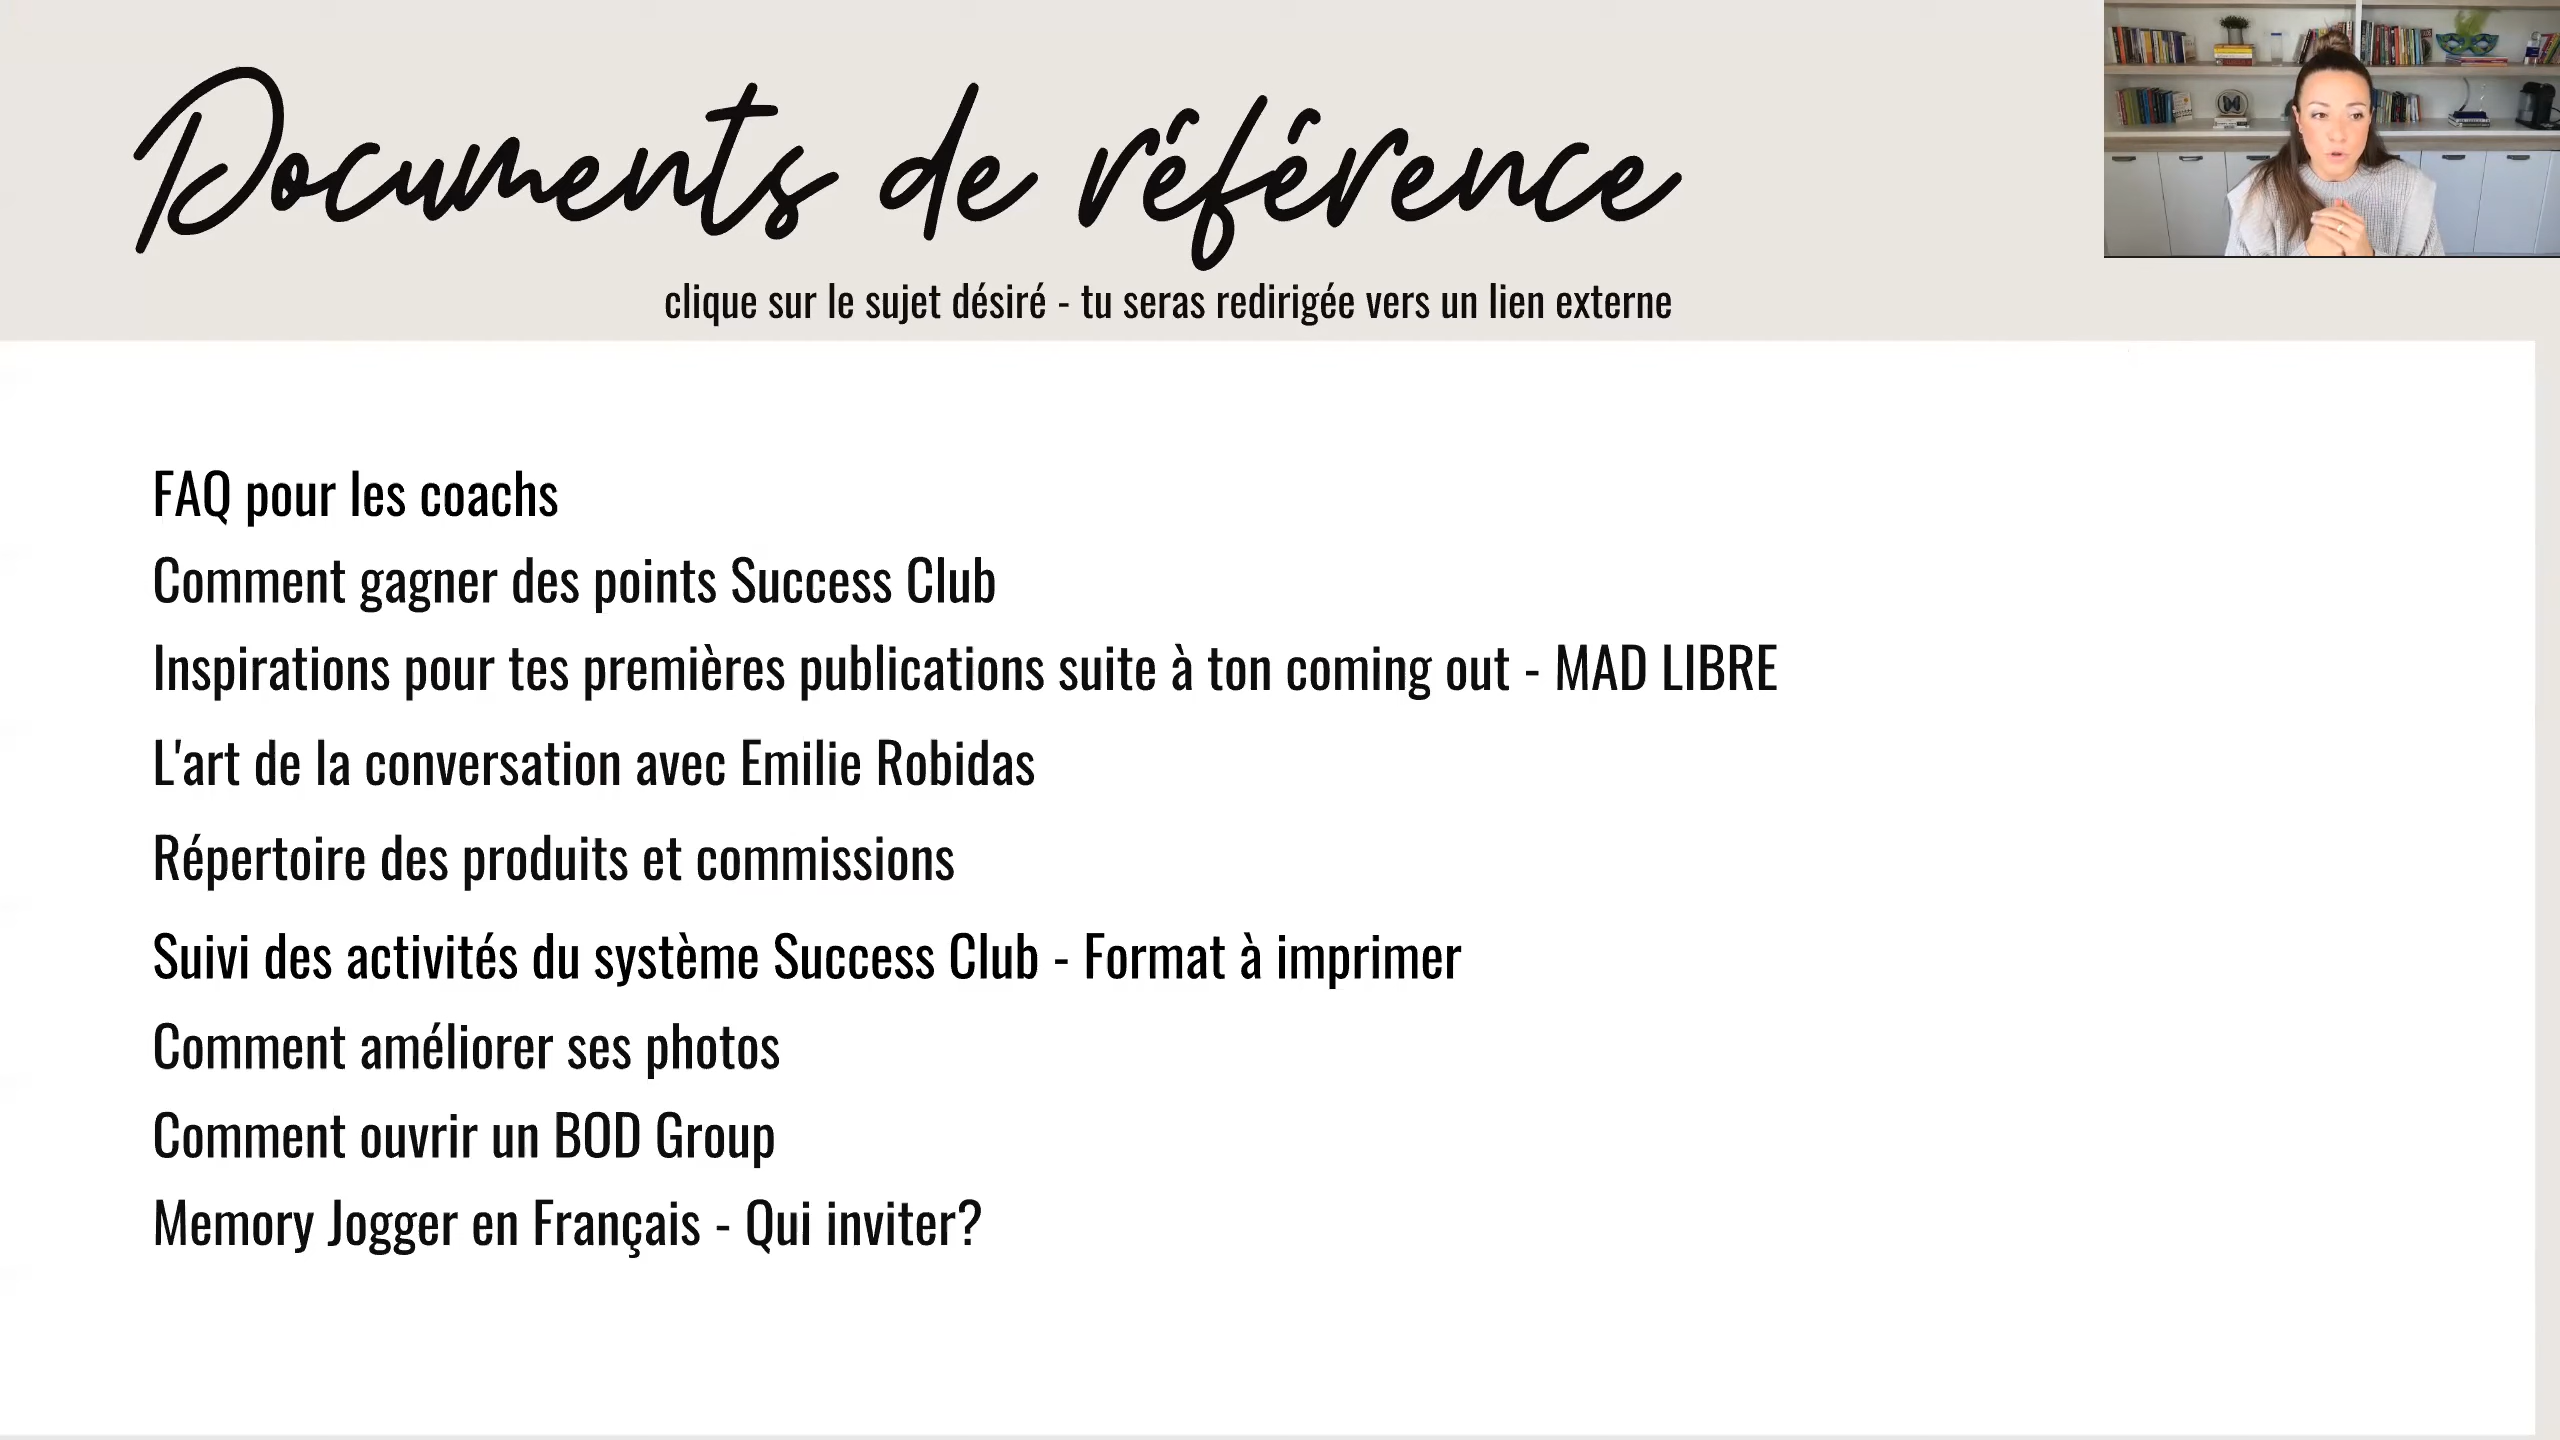 Documents de référence
clique sur le sujet désiré - tu seras redirigée vers un lien externe
FAQ pour les coachs
Comment gagner des points Success Club
Inspirations pour tes premières publications suite à ton coming out - MAD LIBRE
L'art de la conversation avec Emilie Robidas
Répertoire des produits et commissions
Suivi des activités du système Success Club - Format à imprimer
Comment améliorer ses photos
Comment ouvrir un BOD Group
Memory Jogger en Français - Qui inviter?